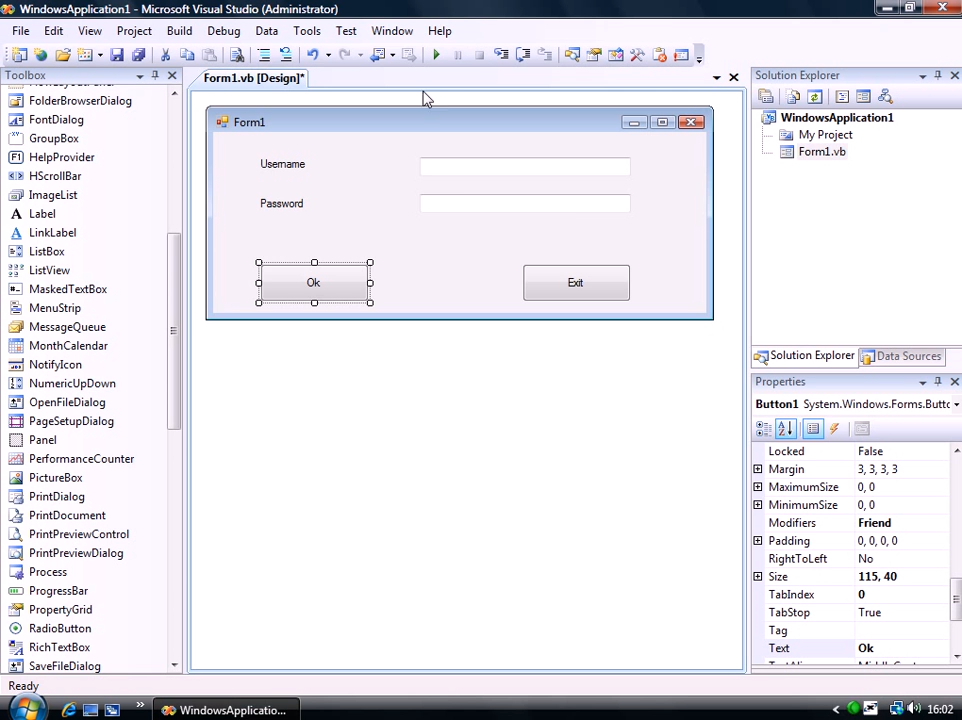 WindowsApplication1 - Microsoft Visual Studio (Administrator)
File Edit View Project Build Debug Data Tools Test Window Help
Toolbox
FolderBrowserDialog
FontDialog
GroupBox
HelpProvider
HScrollBar
ImageList
Label
LinkLabel
ListBox
ListView
MaskedTextBox
MenuStrip
MessageQueue
MonthCalendar
NotifyIcon
NumericUpDown
OpenFileDialog
PageSetupDialog
Panel
PerformanceCounter
PictureBox
PrintDialog
PrintDocument
PrintPreviewControl
PrintPreviewDialog
Process
ProgressBar
PropertyGrid
RadioButton
RichTextBox
SaveFileDialog
Form1.vb [Design]*
Form1
Username
Password
Ok Exit
Solution Explorer
WindowsApplication1
My Project
Form1.vb
Solution Explorer Data Sources
Properties
Button1 System.Windows.Forms.Buttc
Locked False
Margin 3, 3, 3, 3
MaximumSize 0, 0
MinimumSize 0, 0
Modifiers Friend
Padding 0, 0, 0, 0
RightToLeft No
Size 115, 40
TabIndex 0
TabStop True
Tag
Text Ok
Ready
WindowsApplicatio...
16:02